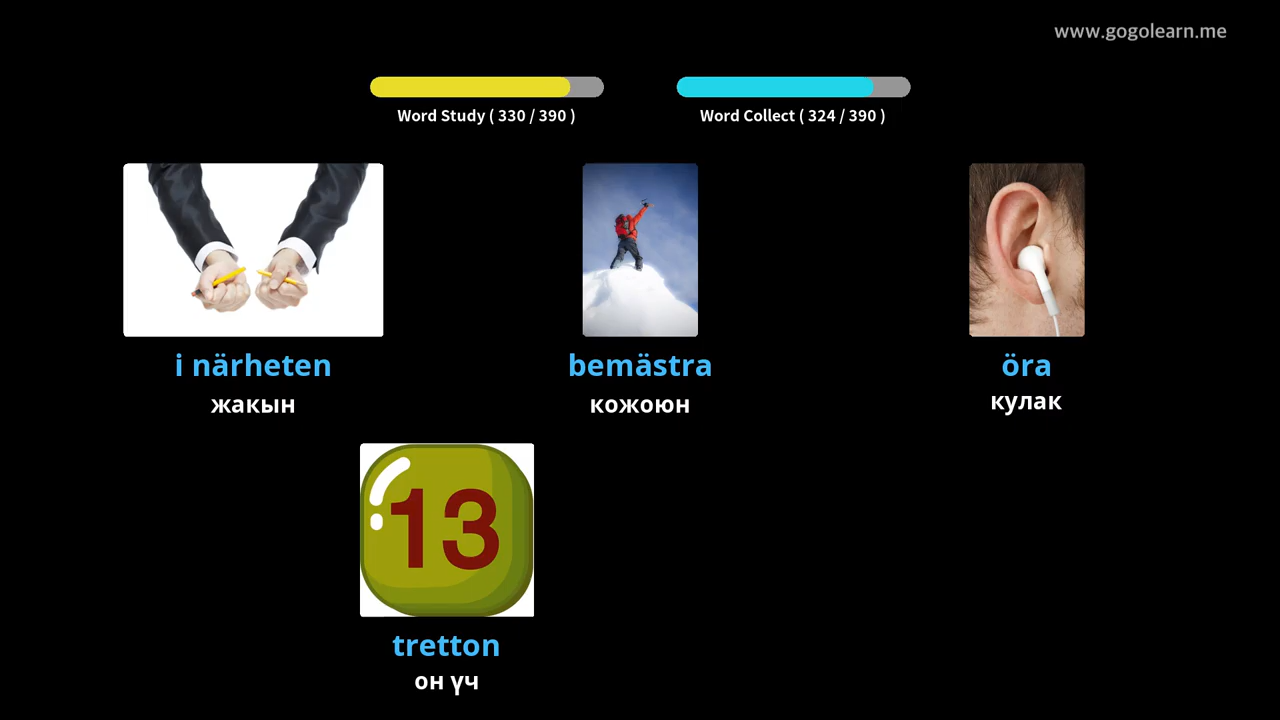 www.gogolearn.me
Word Study ( 330 / 390 )
Word Collect ( 324 / 390 )
i närheten
жакын
bemästra
кожоюн
öra
кулак
13
tretton
он үч